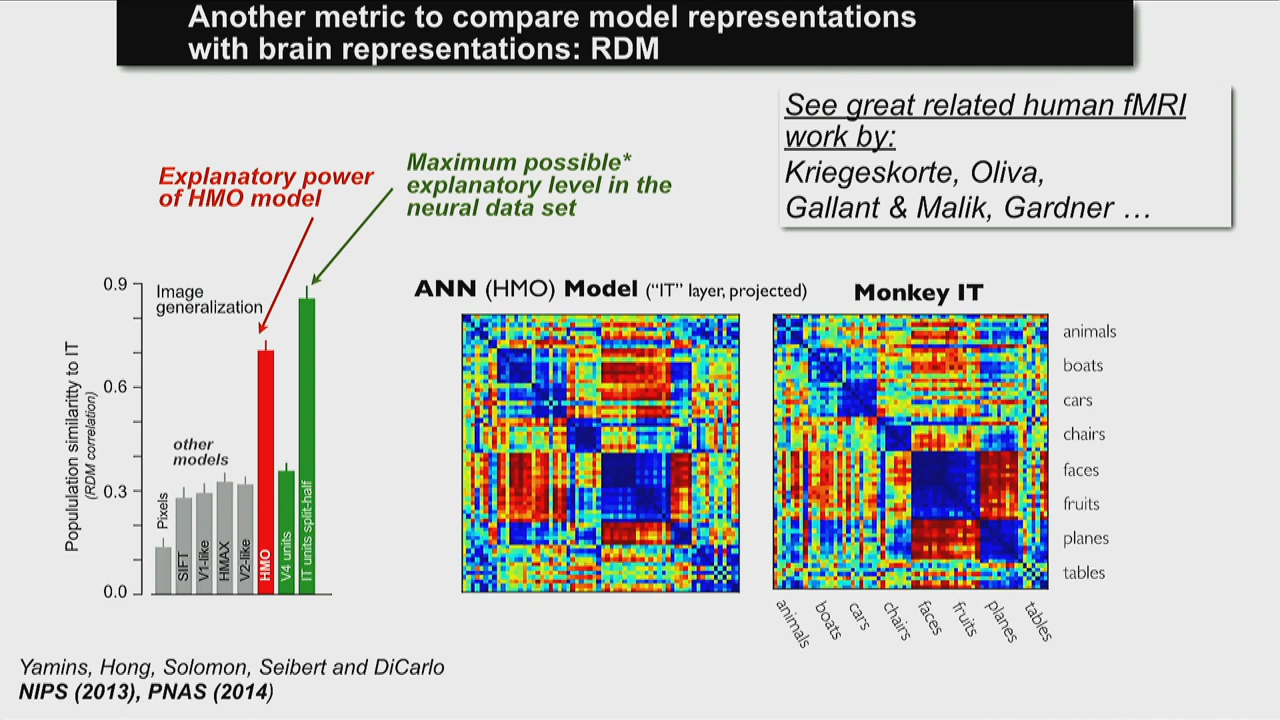 Another metric to compare model representations
with brain representations: RDM
See great related human fMRI
work by:
Kriegeskorte, Oliva,
Gallant & Malik, Gardner …
Explanatory power
of HMO model
Maximum possible*
explanatory level in the
neural data set
Population similaritly to IT
(RDM correlation)
0.9
0.6
0.3
0.0
Image
generalization
other
models
Pixels
SIFT
V1-like
HMAX
V2-like
HMO
V4 units
IT units split-half
ANN (HMO) Model ("IT" layer, projected)
Monkey IT
animals
boats
cars
chairs
faces
fruits
planes
tables
animals
boats
cars
chairs
faces
fruits
planes
tables
Yamins, Hong, Solomon, Seibert and DiCarlo
NIPS (2013), PNAS (2014)